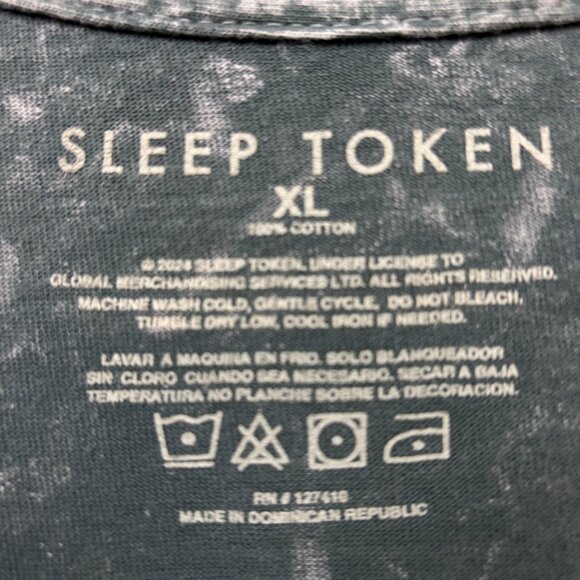 SLEEP TOKEN
XL
100% COTTON
© 2024 SLEEP TOKEN. UNDER LICENSE TO
GLOBAL MERCHANDISING SERVICES LTD. ALL RIGHTS RESERVED.
MACHINE WASH COLD, GENTLE CYCLE. DO NOT BLEACH.
TUMBLE DRY LOW, COOL IRON IF NEEDED.
LAVAR A MAQUINA EN FRIO. SOLO BLANQUEADOR
SIN CLORO CUANDO SEA NECESARIO. SECAR A BAJA
TEMPERATURA NO PLANCHE SOBRE LA DECORACION.
RN # 127416
MADE IN DOMINICAN REPUBLIC